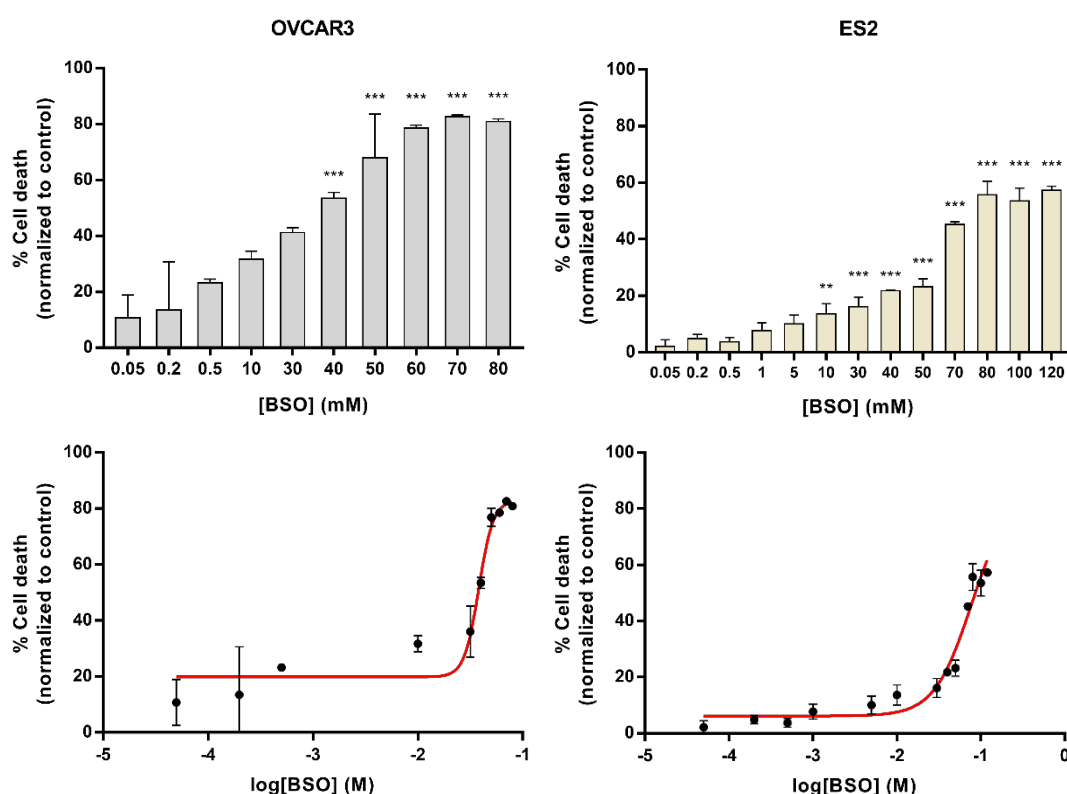 OVCAR3
% Cell death
(normalized to control)
100
80
60
40
20
0
*** *** *** *** ***
0.05 0.2 0.5 10 30 40 50 60 70 80
[BSO] (mM)
ES2
% Cell death
(normalized to control)
100
80
60
40
20
0
** *** *** *** *** *** *** ***
0.05 0.2 0.5 1 5 10 30 40 50 70 80 100 120
[BSO] (mM)
% Cell death
(normalized to control)
100
80
60
40
20
0
-5 -4 -3 -2 -1
log[BSO] (M)
% Cell death
(normalized to control)
100
80
60
40
20
0
-5 -4 -3 -2 -1 0
log[BSO] (M)